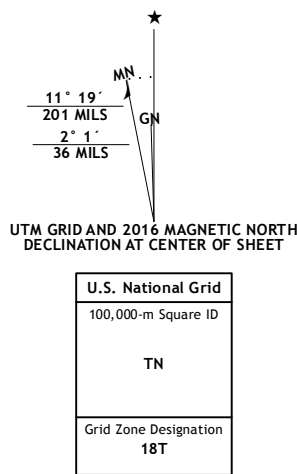 MN
GN
11° 19´
201 MILS
2° 1´
36 MILS
UTM GRID AND 2016 MAGNETIC NORTH
DECLINATION AT CENTER OF SHEET
U.S. National Grid
100,000-m Square ID
TN
Grid Zone Designation
18T